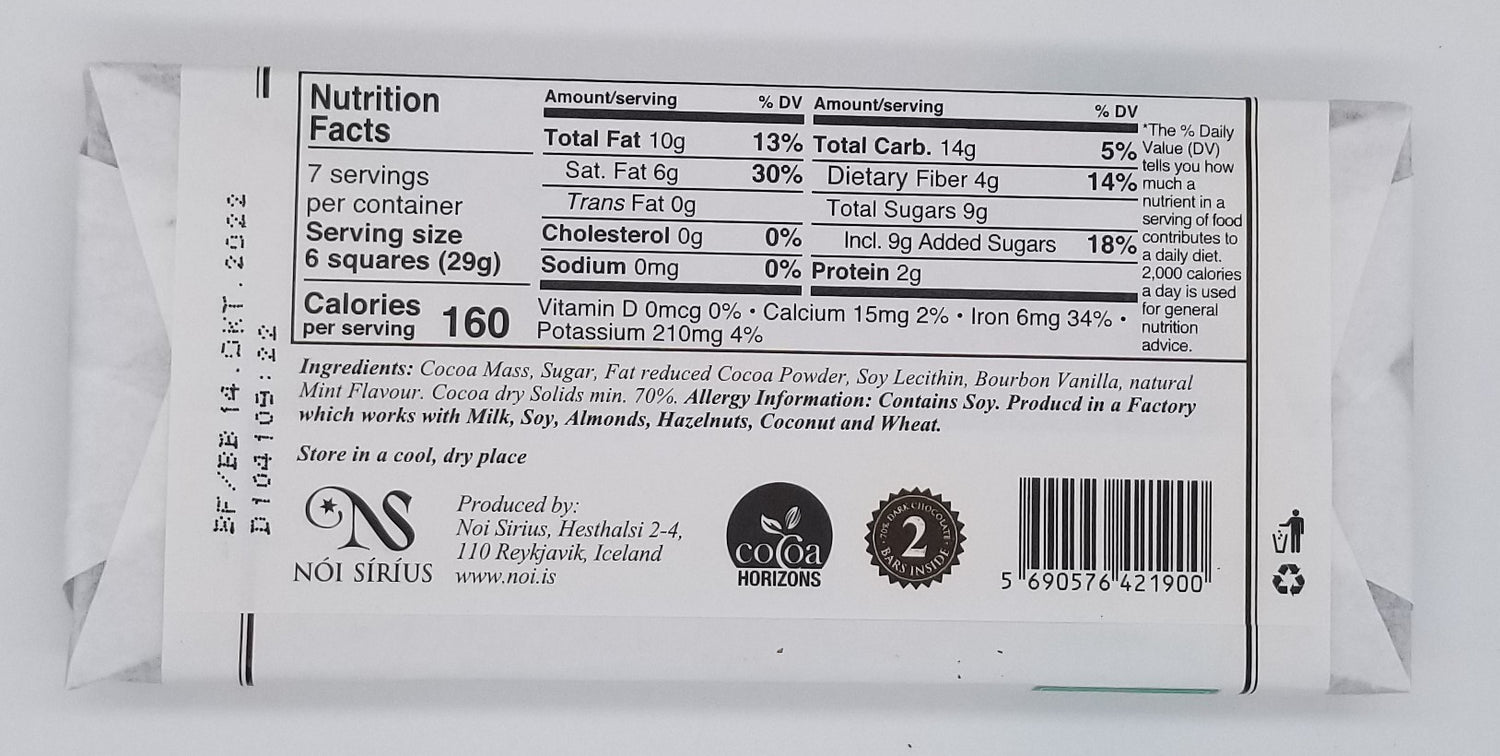 Nutrition
Facts
7 servings
per container
Serving size
6 squares (29g)
Calories
per serving 160
Amount/serving % DV
Total Fat 10g 13%
Sat. Fat 6g 30%
Trans Fat 0g
Cholesterol 0g 0%
Sodium 0mg 0%
Amount/serving % DV
Total Carb. 14g 5%
Dietary Fiber 4g 14%
Total Sugars 9g
Incl. 9g Added Sugars 18%
Protein 2g
Vitamin D 0mcg 0% • Calcium 15mg 2% • Iron 6mg 34% •
Potassium 210mg 4%
*The % Daily
Value (DV)
tells you how
much a
nutrient in a
serving of food
contributes to
a daily diet.
2,000 calories
a day is used
for general
nutrition
advice.
Ingredients: Cocoa Mass, Sugar, Fat reduced Cocoa Powder, Soy Lecithin, Bourbon Vanilla, natural
Mint Flavour. Cocoa dry Solids min. 70%. Allergy Information: Contains Soy. Producd in a Factory
which works with Milk, Soy, Almonds, Hazelnuts, Coconut and Wheat.
Store in a cool, dry place
NS
NÓI SÍRÍUS
Produced by:
Noi Sirius, Hesthalsi 2-4,
110 Reykjavik, Iceland
www.noi.is
cocoa
HORIZONS
70% DARK CHOCOLATE
2
BARS INSIDE
5 690576 421900
BF/BB 14.OKT.2022
D104109:22